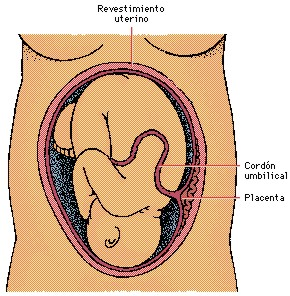 Revestimiento
uterino
Cordón
umbilical
Placenta